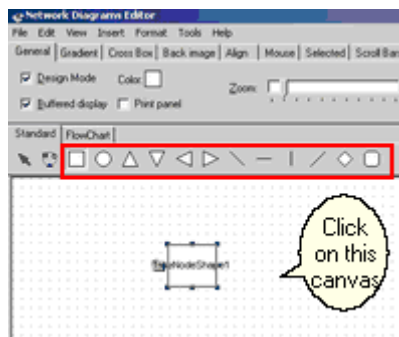 Network Diagrams Editor
File Edit View Insert Format Tools Help
General Gradient Cross Box Back image Align Mouse Selected Scroll Bar
Design Mode Color: Zoom:
Buffered display Print panel
Standard FlowChart
Click
on this
canvas
NodeShape1